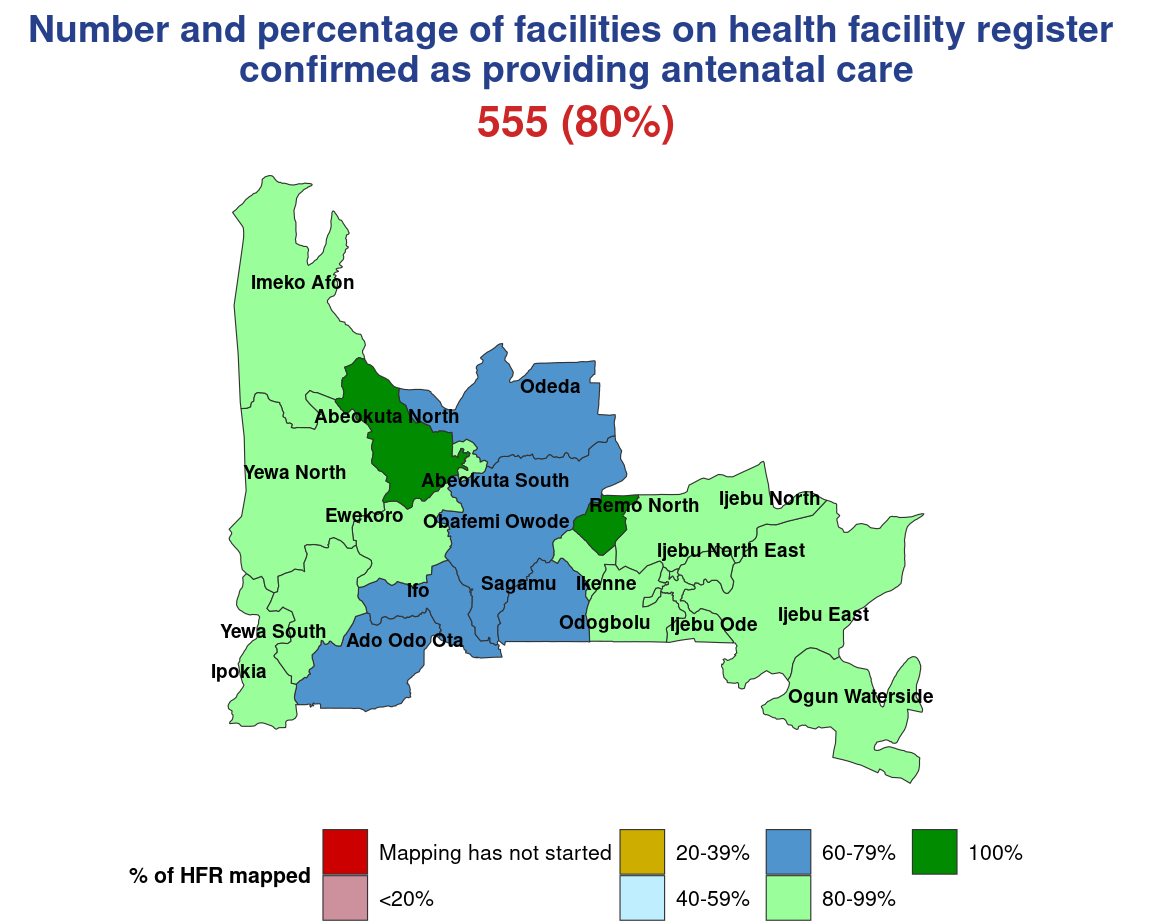 Number and percentage of facilities on health facility register
confirmed as providing antenatal care
555 (80%)
Imeko Afon
Odeda
Abeokuta North
Yewa North
Abeokuta South
Ijebu North
Remo North
Ewekoro
Obafemi Owode
Ijebu North East
Sagamu
Ikenne
Ifo
Ijebu East
Odogbolu
Ijebu Ode
Yewa South
Ado Odo Ota
Ipokia
Ogun Waterside
% of HFR mapped
Mapping has not started
20-39%
60-79%
100%
<20%
40-59%
80-99%